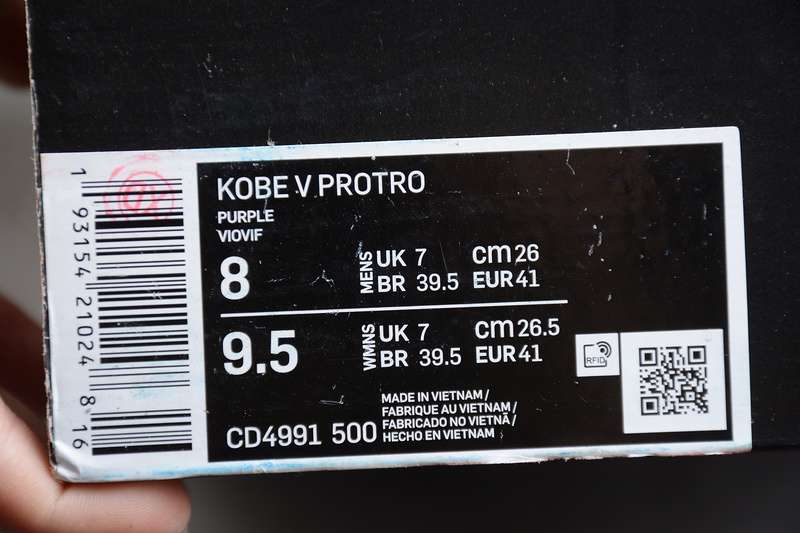 KOBE V PROTRO
PURPLE
VIOVIF
8
MENS
UK 7 cm 26
BR 39.5 EUR 41
9.5
WMNS
UK 7 cm 26.5
BR 39.5 EUR 41
RFID
CD4991 500
MADE IN VIETNAM /
FABRIQUE AU VIETNAM /
FABRICADO NO VIETNÃ /
HECHO EN VIETNAM
1 93154 21024 8 16